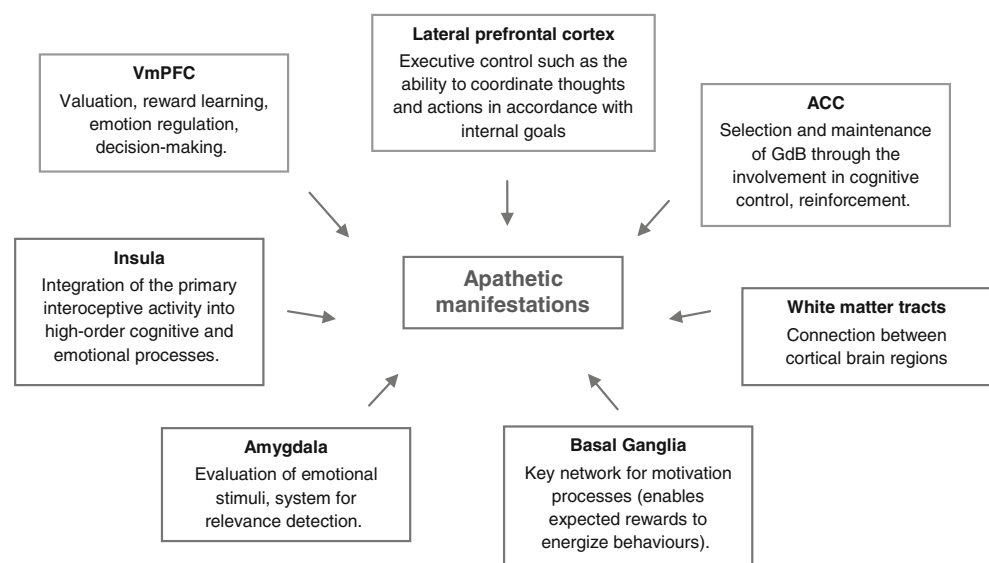 Lateral prefrontal cortex
Executive control such as the
ability to coordinate thoughts
and actions in accordance with
internal goals
VmPFC
Valuation, reward learning,
emotion regulation,
decision-making.
ACC
Selection and maintenance
of GdB through the
involvement in cognitive
control, reinforcement.
Insula
Integration of the primary
interoceptive activity into
high-order cognitive and
emotional processes.
Apathetic
manifestations
White matter tracts
Connection between
cortical brain regions
Amygdala
Evaluation of emotional
stimuli, system for
relevance detection.
Basal Ganglia
Key network for motivation
processes (enables
expected rewards to
energize behaviours).